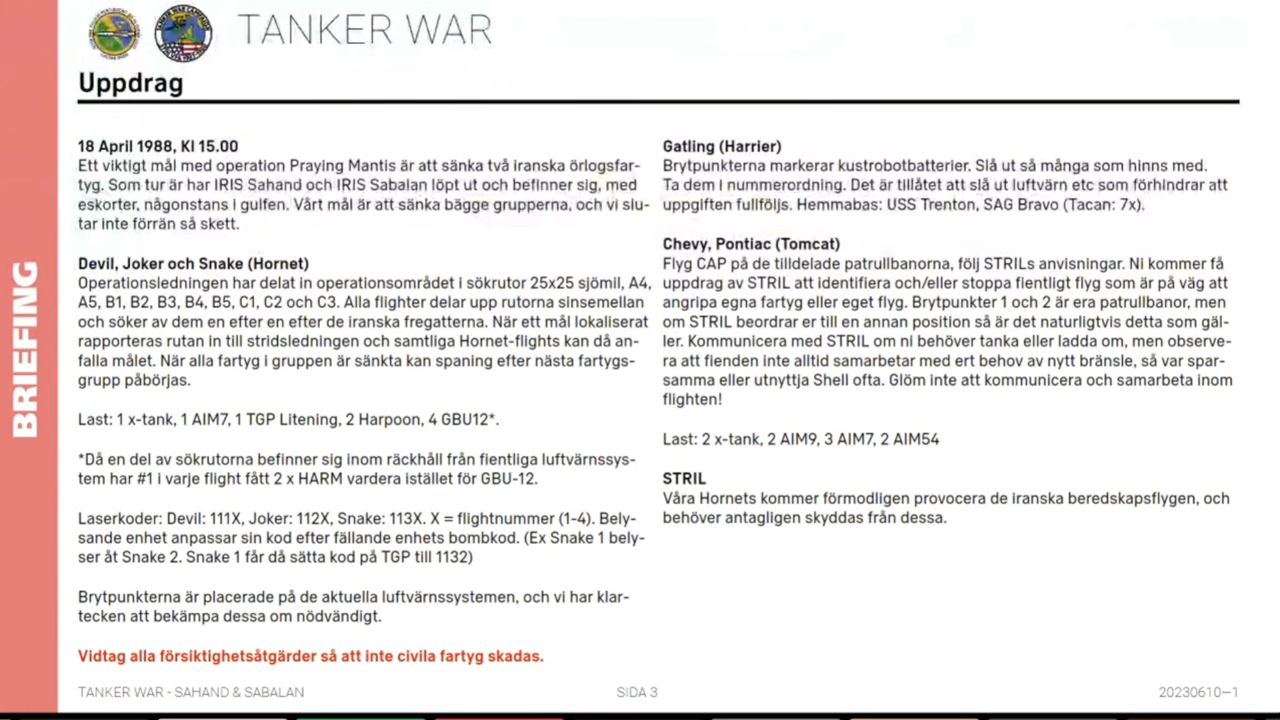 TANKER WAR
Uppdrag
BRIEFING
18 April 1988, Kl 15.00
Ett viktigt mål med operation Praying Mantis är att sänka två iranska örlogsfar-
tyg. Som tur är har IRIS Sahand och IRIS Sabalan löpt ut och befinner sig, med
eskorter, någonstans i gulfen. Vårt mål är att sänka bägge grupperna, och vi slu-
tar inte förrän så skett.
Devil, Joker och Snake (Hornet)
Operationsledningen har delat in operationsområdet i sökrutor 25x25 sjömil, A4,
A5, B1, B2, B3, B4, B5, C1, C2 och C3. Alla flighter delar upp rutorna sinsemellan
och söker av dem en efter en efter de iranska fregatterna. När ett mål lokaliserat
rapporteras rutan in till stridsledningen och samtliga Hornet-flights kan då an-
falla målet. När alla fartyg i gruppen är sänkta kan spaning efter nästa fartygs-
grupp påbörjas.
Last: 1 x-tank, 1 AIM7, 1 TGP Litening, 2 Harpoon, 4 GBU12*.
*Då en del av sökrutorna befinner sig inom räckhåll från fientliga luftvärnssys-
tem har #1 i varje flight fått 2 x HARM vardera istället för GBU-12.
Laserkoder: Devil: 111X, Joker: 112X, Snake: 113X. X = flightnummer (1-4). Bely-
sande enhet anpassar sin kod efter fällande enhets bombkod. (Ex Snake 1 bely-
ser åt Snake 2. Snake 1 får då sätta kod på TGP till 1132)
Brytpunkterna är placerade på de aktuella luftvärnssystemen, och vi har klar-
tecken att bekämpa dessa om nödvändigt.
Vidtag alla försiktighetsåtgärder så att inte civila fartyg skadas.
Gatling (Harrier)
Brytpunkterna markerar kustrobotbatterier. Slå ut så många som hinns med.
Ta dem i nummerordning. Det är tillåtet att slå ut luftvärn etc som förhindrar att
uppgiften fullföljs. Hemmabas: USS Trenton, SAG Bravo (Tacan: 7x).
Chevy, Pontiac (Tomcat)
Flyg CAP på de tilldelade patrullbanorna, följ STRILs anvisningar. Ni kommer få
uppdrag av STRIL att identifiera och/eller stoppa fientligt flyg som är på väg att
angripa egna fartyg eller eget flyg. Brytpunkter 1 och 2 är era patrullbanor, men
om STRIL beordrar er till en annan position så är det naturligtvis detta som gäl-
ler. Kommunicera med STRIL om ni behöver tanka eller ladda om, men observe-
ra att fienden inte alltid samarbetar med ert behov av nytt bränsle, så var spar-
samma eller utnyttja Shell ofta. Glöm inte att kommunicera och samarbeta inom
flighten!
Last: 2 x-tank, 2 AIM9, 3 AIM7, 2 AIM54
STRIL
Våra Hornets kommer förmodligen provocera de iranska beredskapsflygen, och
behöver antagligen skyddas från dessa.
TANKER WAR - SAHAND & SABALAN
SIDA 3
20230610—1